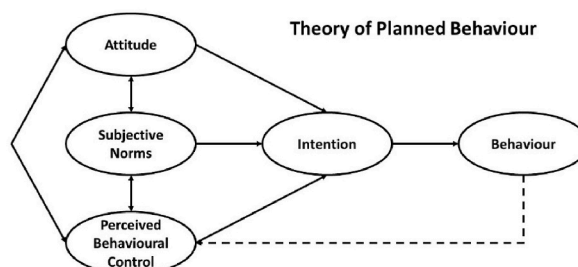 Theory of Planned Behaviour
Attitude
Subjective
Norms
Intention
Behaviour
Perceived
Behavioural
Control